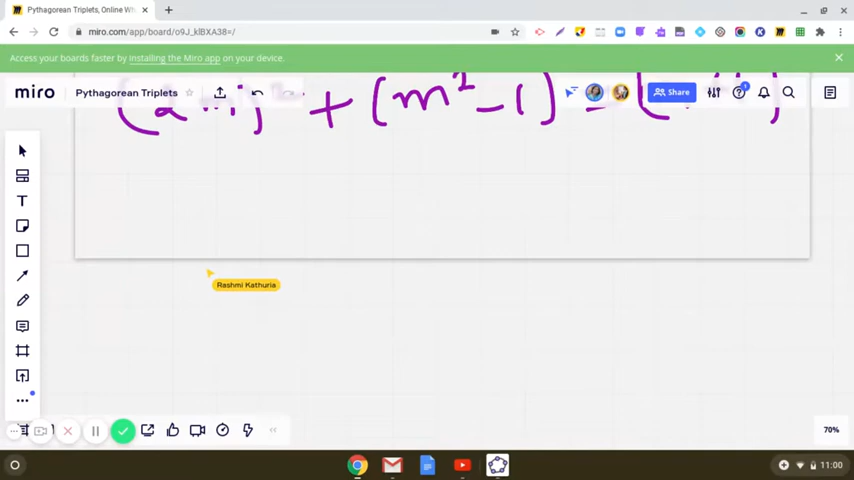 Pythagorean Triplets, Online Wh
miro.com/app/board/o9J_klBXA38=/
Access your boards faster by installing the Miro app on your device.
miro
Pythagorean Triplets
Share
1
+ (m² - 1)
Rashmi Kathuria
70%
11:00